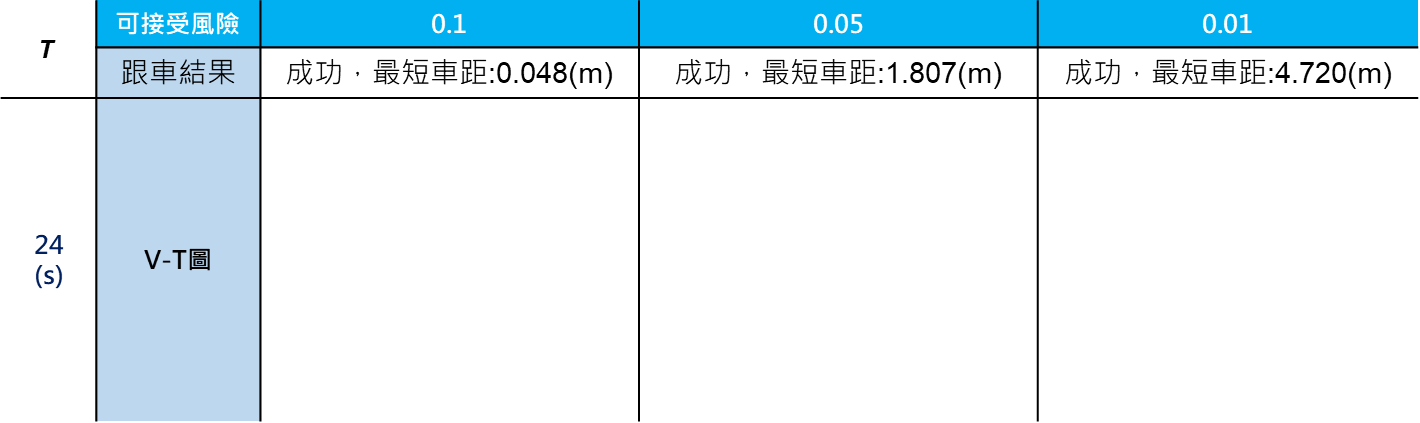 T
可接受風險
0.1
0.05
0.01
跟車結果
成功，最短車距:0.048(m)
成功，最短車距:1.807(m)
成功，最短車距:4.720(m)
24
(s)
V-T圖